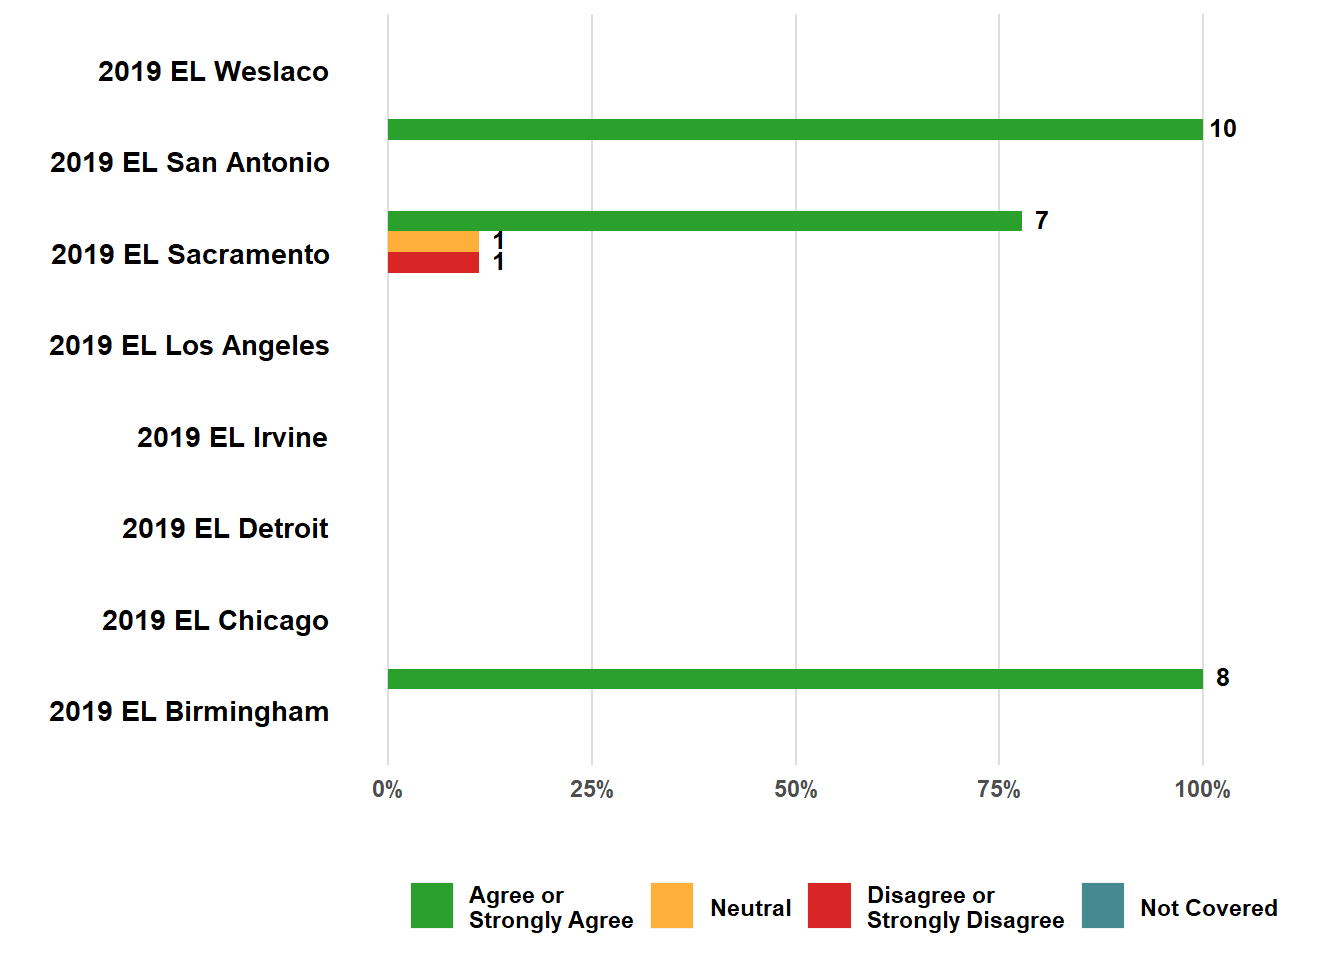 2019 EL Weslaco
10
2019 EL San Antonio
7
1
2019 EL Sacramento
1
2019 EL Los Angeles
2019 EL Irvine
2019 EL Detroit
2019 EL Chicago
8
2019 EL Birmingham
0%
25%
50%
75%
100%
Agree or
Strongly Agree
Neutral
Disagree or
Strongly Disagree
Not Covered